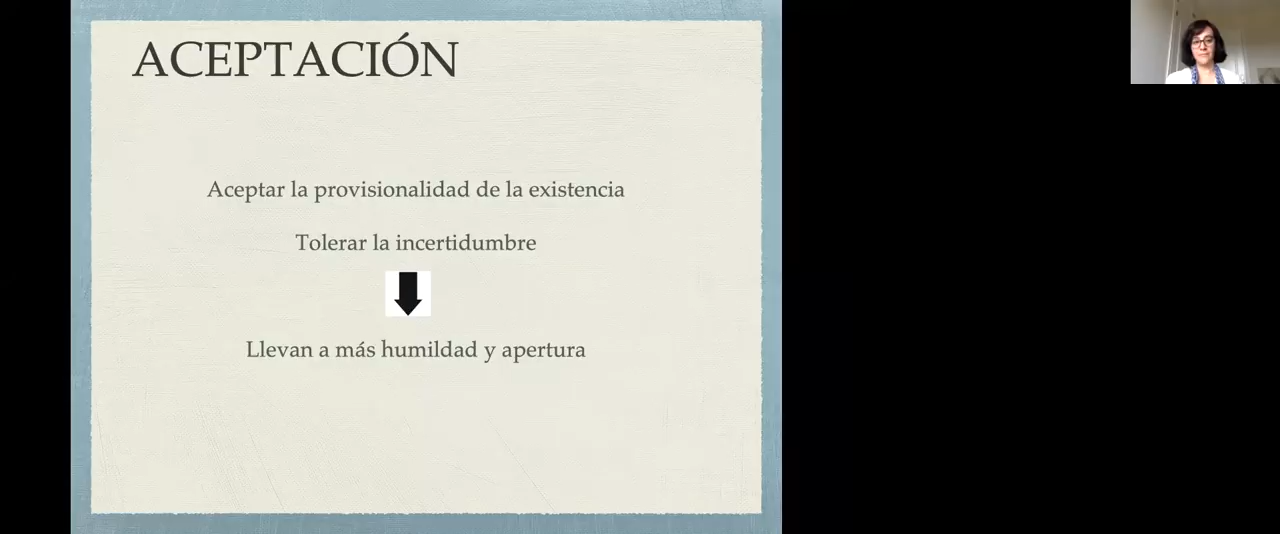 ACEPTACIÓN
Aceptar la provisionalidad de la existencia
Tolerar la incertidumbre
Llevan a más humildad y apertura